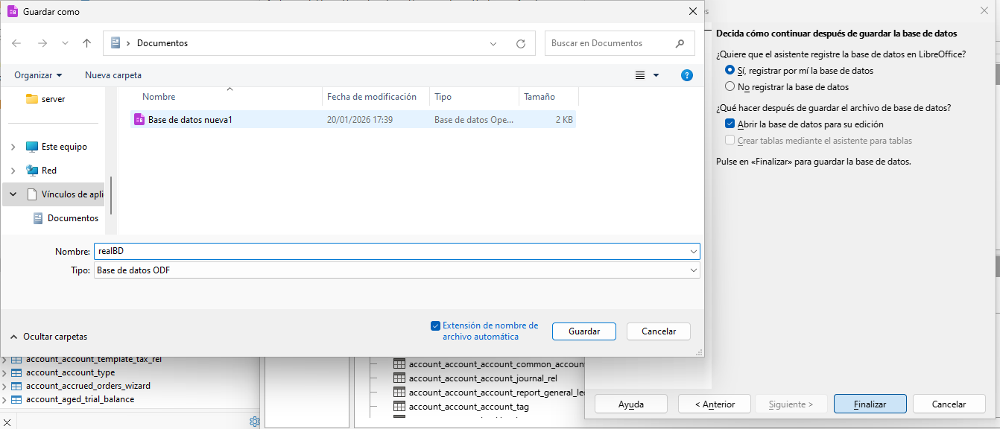 Guardar como
Documentos
Buscar en Documentos
Organizar
Nueva carpeta
?
server
Este equipo
Red
Vínculos de apli
Documentos
Nombre
Fecha de modificación
Tipo
Tamaño
Base de datos nueva1
20/01/2026 17:39
Base de datos Ope...
2 KB
Nombre:
realBD
Tipo:
Base de datos ODF
Ocultar carpetas
Extensión de nombre de
archivo automática
Guardar
Cancelar
s
Decida cómo continuar después de guardar la base de datos
¿Quiere que el asistente registre la base de datos en LibreOffice?
Sí, registrar por mí la base de datos
No registrar la base de datos
¿Qué hacer después de guardar el archivo de base de datos?
Abrir la base de datos para su edición
Crear tablas mediante el asistente para tablas
Pulse en «Finalizar» para guardar la base de datos.
account_account_template_tax_rel
account_account_type
account_accrued_orders_wizard
account_aged_trial_balance
account_account_account_common_account
account_account_account_journal_rel
account_account_account_report_general_led
account_account_account_tag
Ayuda
< Anterior
Siguiente >
Finalizar
Cancelar